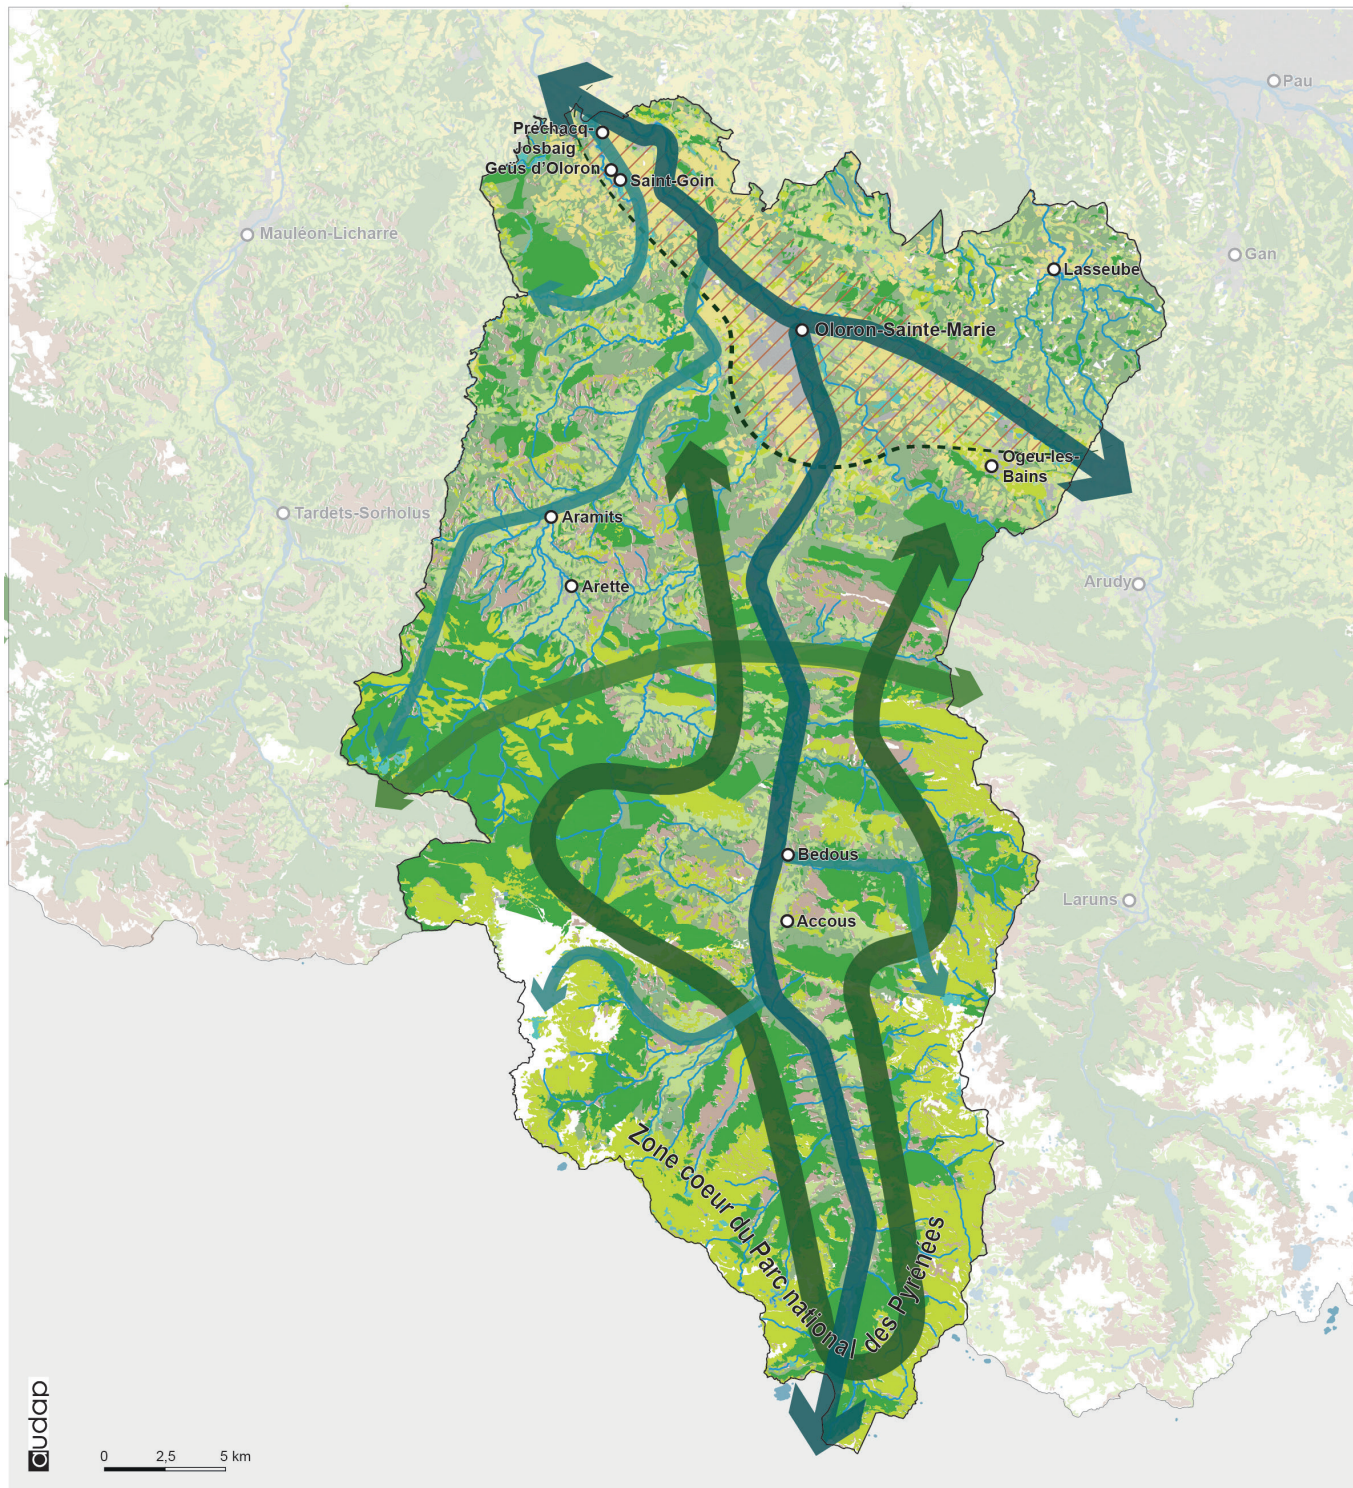 Pau
Préchacq-
Josbaig
Geüs d'Oloron
Saint-Goin
Mauléon-Licharre
Gan
Lasseube
Oloron-Sainte-Marie
Ogeu-les-
Bains
Tardets-Sorholus
Aramits
Arudy
Arette
Bedous
Laruns
Accous
Zone coeur du Parc national des Pyrénées
audap
0 2,5 5 km